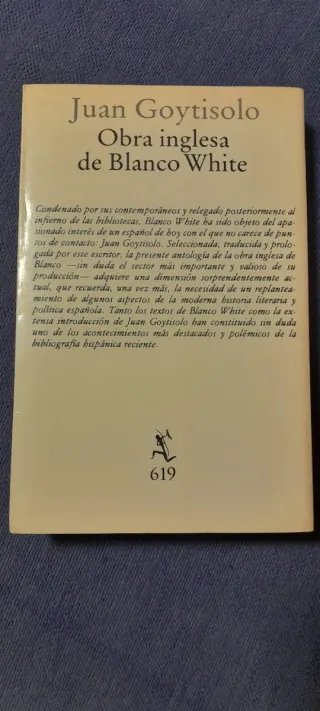 Juan Goytisolo
Obra inglesa
de Blanco White
Condenado por sus contemporáneos y relegado posteriormente al
infierno de las bibliotecas, Blanco White ha sido objeto del apa-
sionado interés de un español de hoy con el que no carece de pun-
tos de contacto: Juan Goytisolo. Seleccionada, traducida y prolo-
gada por este escritor, la presente antología de la obra inglesa de
Blanco —sin duda el sector más importante y valioso de su
producción— adquiere una dimensión sorprendentemente ac-
tual, que recuerda, una vez más, la necesidad de un replantea-
miento de algunos aspectos de la moderna historia literaria y
política española. Tanto los textos de Blanco White como la ex-
tensa introducción de Juan Goytisolo han constituido sin duda
uno de los acontecimientos más destacados y polémicos de la
bibliografía hispánica reciente.
619